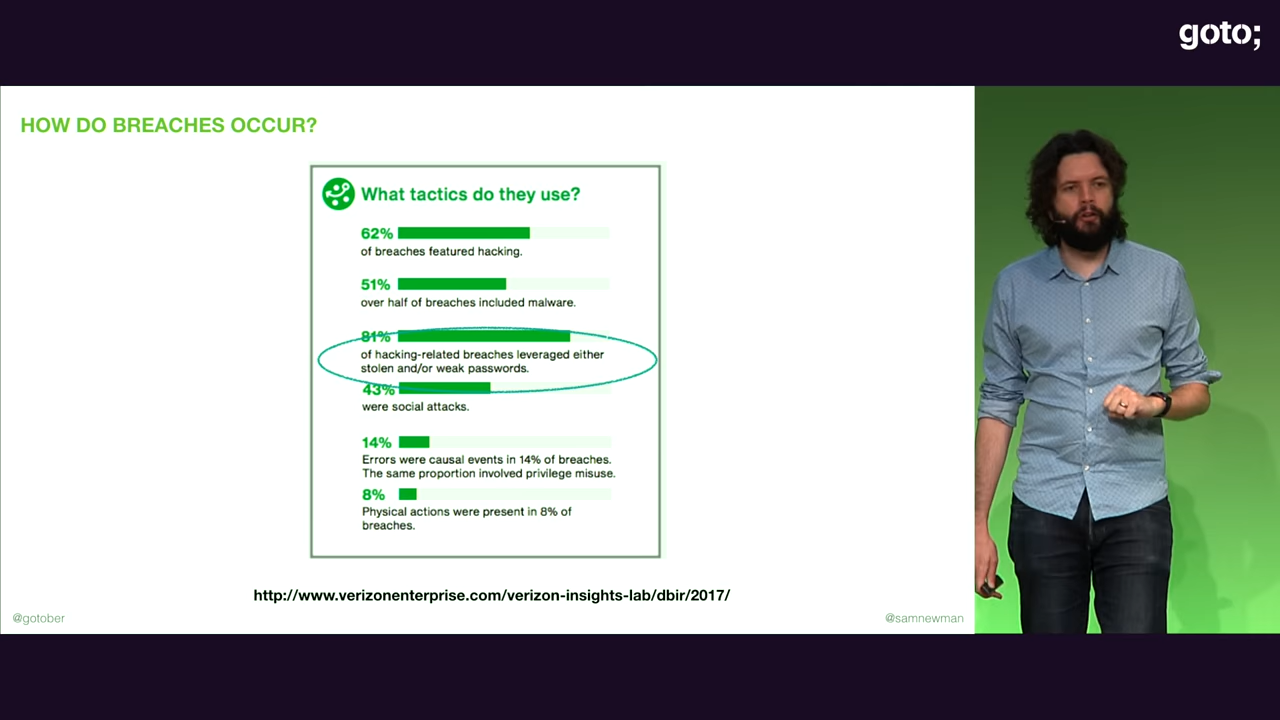 goto;
HOW DO BREACHES OCCUR?
What tactics do they use?
62%
of breaches featured hacking.
51%
over half of breaches included malware.
81%
of hacking-related breaches leveraged either
stolen and/or weak passwords.
43%
were social attacks.
14%
Errors were causal events in 14% of breaches.
The same proportion involved privilege misuse.
8%
Physical actions were present in 8% of
breaches.
http://www.verizonenterprise.com/verizon-insights-lab/dbir/2017/
@gotober
@samnewman